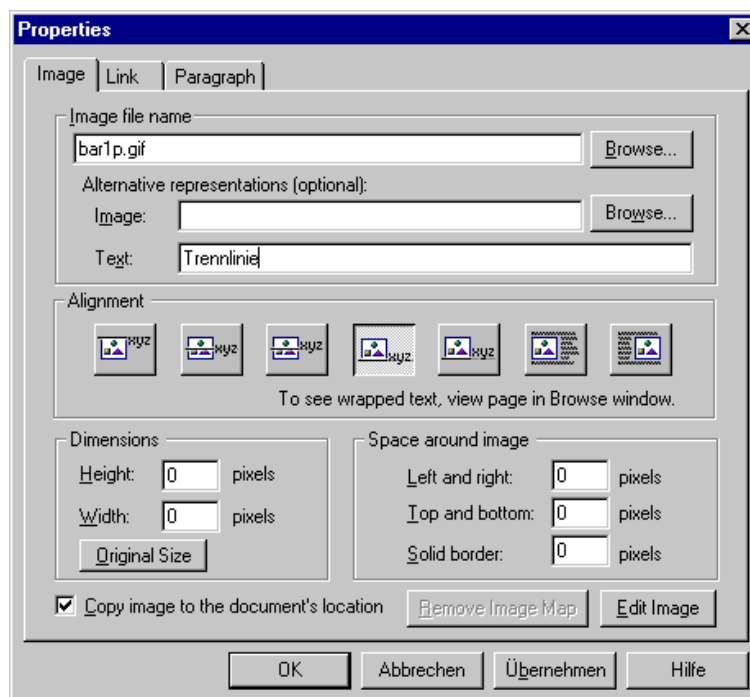 Properties
Image Link Paragraph
Image file name
bar1p.gif Browse...
Alternative representations (optional):
Image: Browse...
Text: Trennlinie
Alignment
xyz xyz xyz xyz xyz
To see wrapped text, view page in Browse window.
Dimensions Space around image
Height: 0 pixels Left and right: 0 pixels
Width: 0 pixels Top and bottom: 0 pixels
Original Size Solid border: 0 pixels
Copy image to the document's location Remove Image Map Edit Image
OK Abbrechen Übernehmen Hilfe